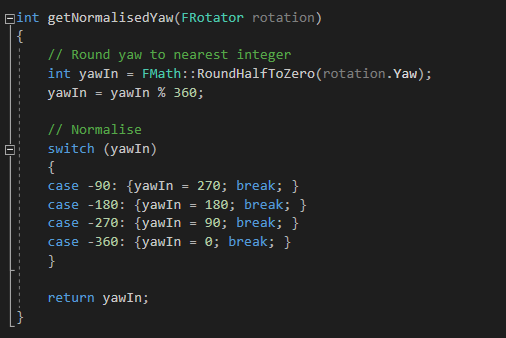 int getNormalisedYaw(FRotator rotation)
{
// Round yaw to nearest integer
int yawIn = FMath::RoundHalfToZero(rotation.Yaw);
yawIn = yawIn % 360;
// Normalise
switch (yawIn)
{
case -90: {yawIn = 270; break; }
case -180: {yawIn = 180; break; }
case -270: {yawIn = 90; break; }
case -360: {yawIn = 0; break; }
}
return yawIn;
}